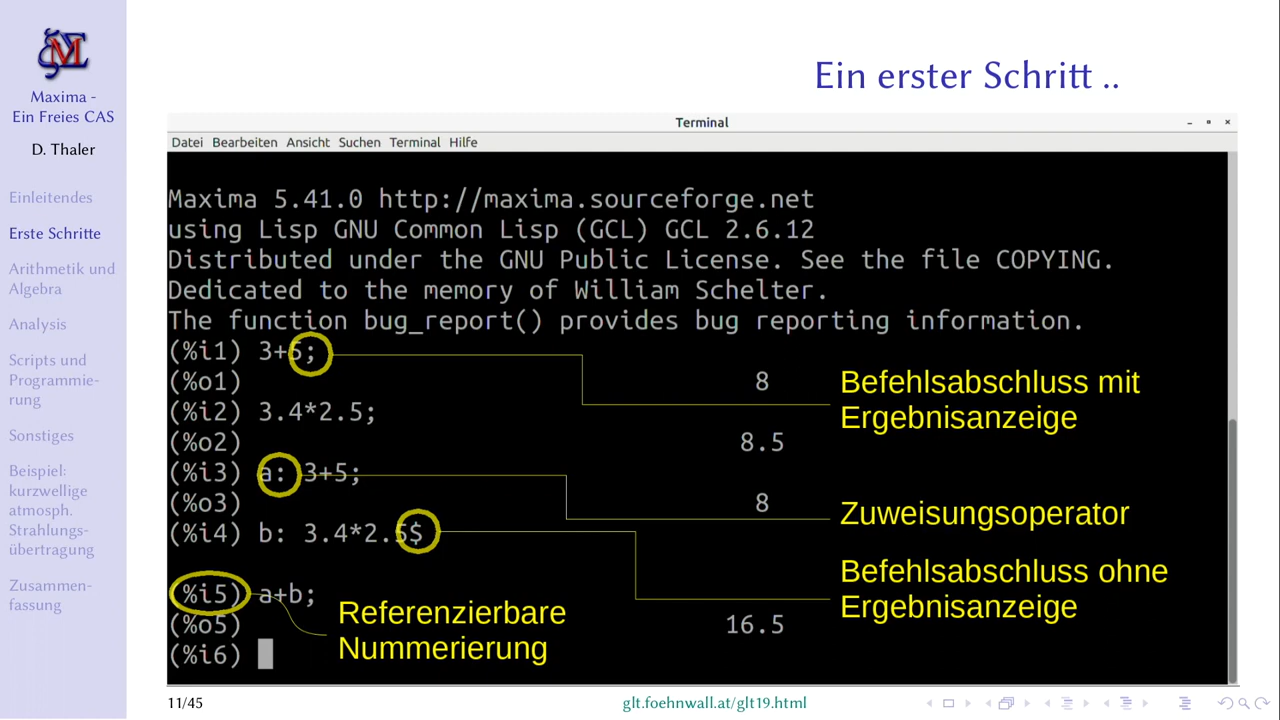 Maxima -
Ein Freies CAS
D. Thaler
Einleitendes
Erste Schritte
Arithmetik und
Algebra
Analysis
Scripts und
Programmie-
rung
Sonstiges
Beispiel:
kurzwellige
atmosph.
Strahlungs-
übertragung
Zusammen-
fassung
Ein erster Schritt ..
Terminal
Datei Bearbeiten Ansicht Suchen Terminal Hilfe
Maxima 5.41.0 http://maxima.sourceforge.net
using Lisp GNU Common Lisp (GCL) GCL 2.6.12
Distributed under the GNU Public License. See the file COPYING.
Dedicated to the memory of William Schelter.
The function bug_report() provides bug reporting information.
(%i1) 3+5;
(%o1) 8
(%i2) 3.4*2.5;
(%o2) 8.5
(%i3) a: 3+5;
(%o3) 8
(%i4) b: 3.4*2.5$
(%i5) a+b;
(%o5) 16.5
(%i6)
Befehlsabschluss mit
Ergebnisanzeige
Zuweisungsoperator
Befehlsabschluss ohne
Ergebnisanzeige
Referenzierbare
Nummerierung
11/45
glt.foehnwall.at/glt19.html